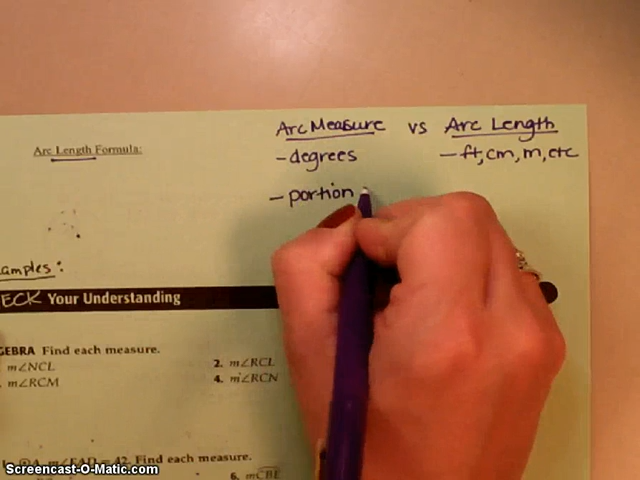 Arc Measure vs Arc Length
Arc Length Formula:
- degrees - ft, cm, m, etc
- portion
amples:
ECK Your Understanding
GEBRA Find each measure.
m∠NCL 2. m∠RCL
m∠RCM 4. m∠RCN
m∠EAD = 42. Find each measure.
6. mCBE
Screencast-O-Matic.com